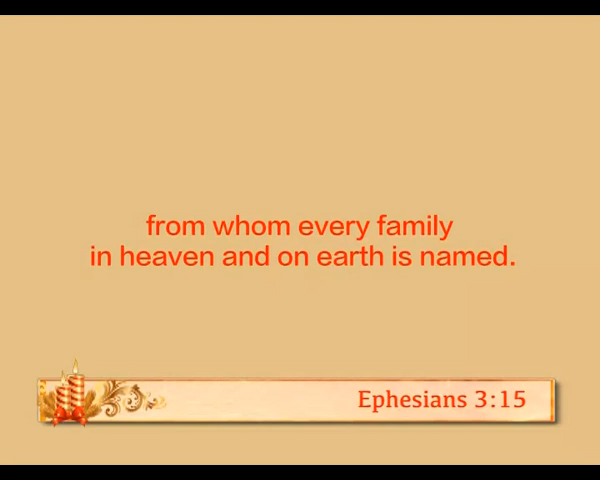 from whom every family
in heaven and on earth is named.
Ephesians 3:15